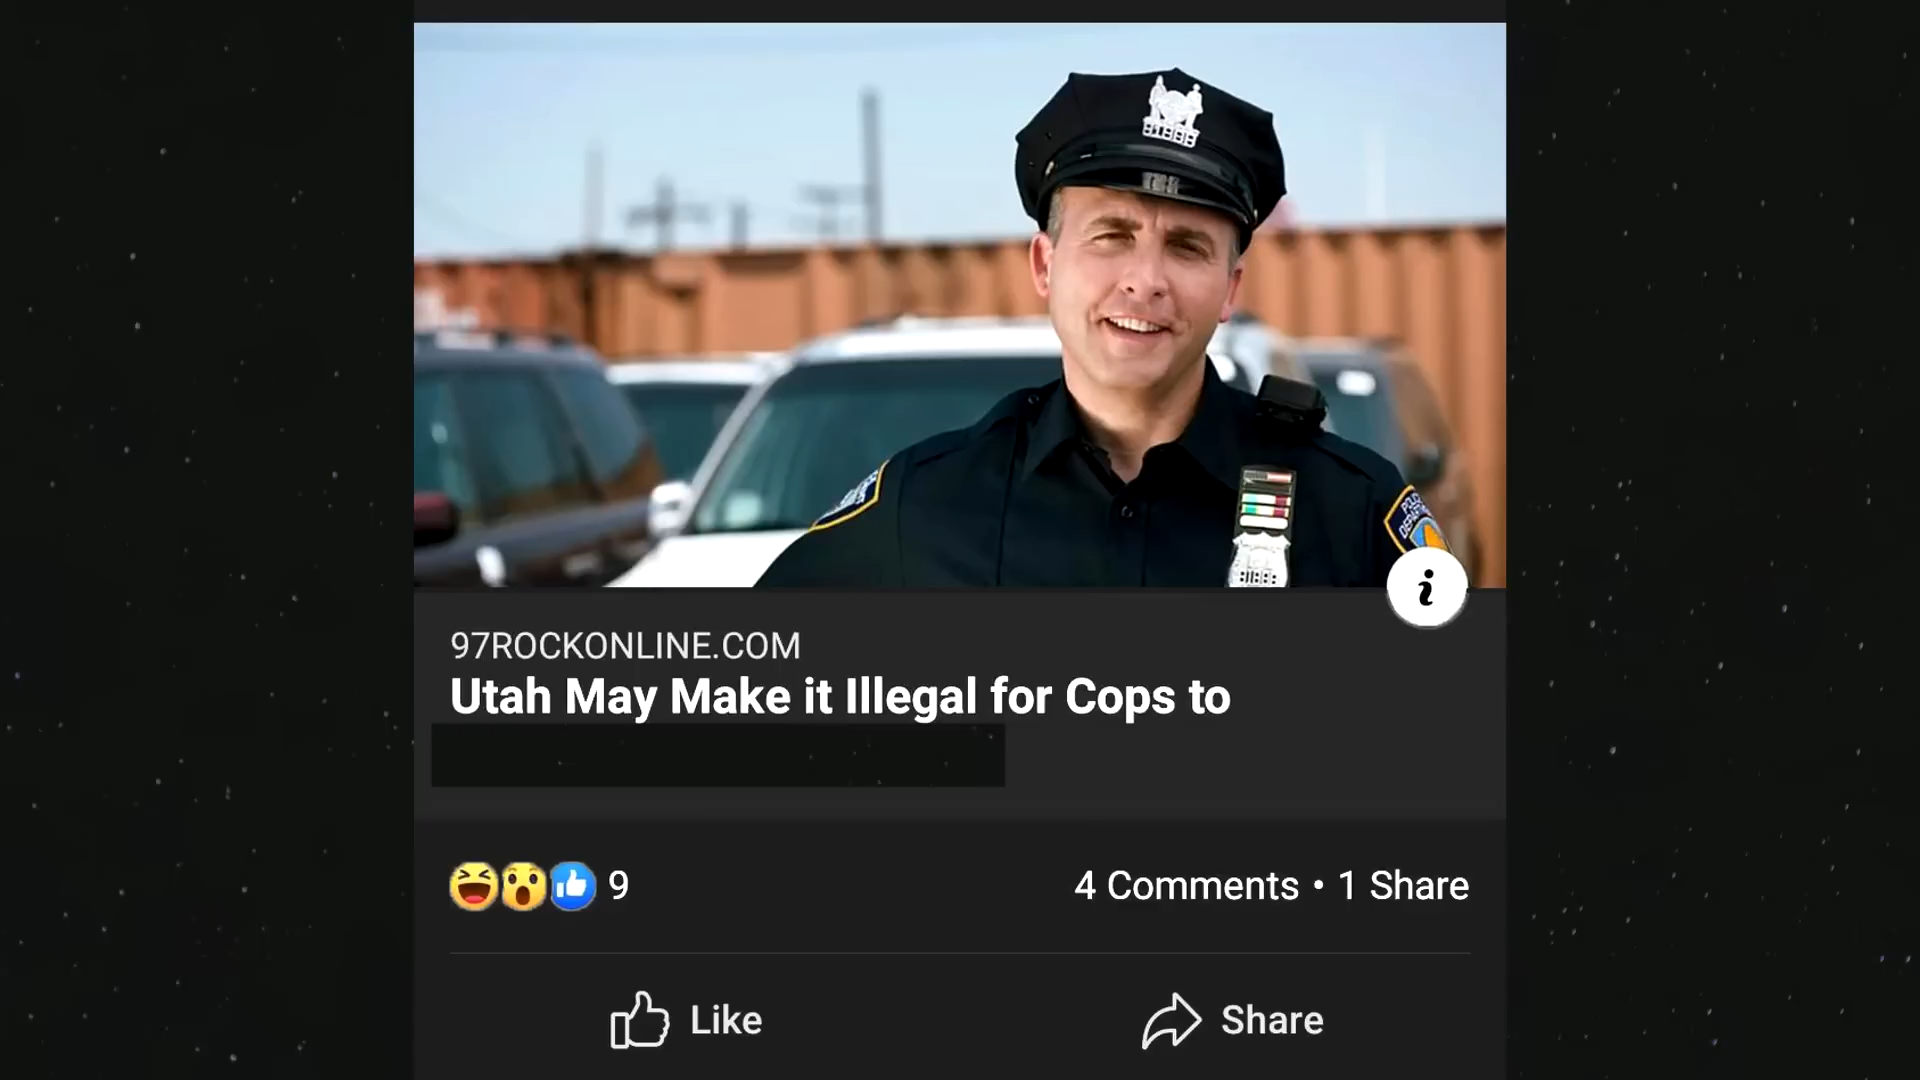 97ROCKONLINE.COM
Utah May Make it Illegal for Cops to
9
4 Comments • 1 Share
Like
Share